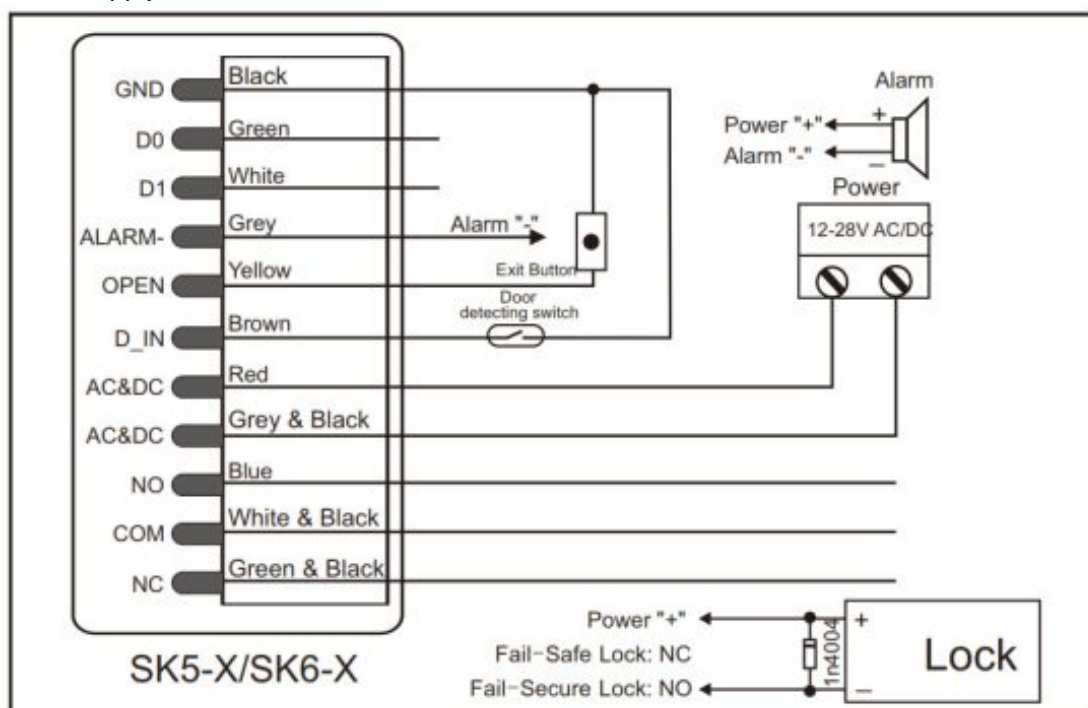 GND Black
D0 Green
D1 White
ALARM- Grey
OPEN Yellow
D_IN Brown
AC&DC Red
AC&DC Grey & Black
NO Blue
COM White & Black
NC Green & Black
SK5-X/SK6-X
Alarm "-"
Exit Button
Door
detecting switch
Alarm
Power "+" +
Alarm "-" –
Power
12-28V AC/DC
Power "+"
Fail-Safe Lock: NC
Fail-Secure Lock: NO
1n4004
+
Lock
–